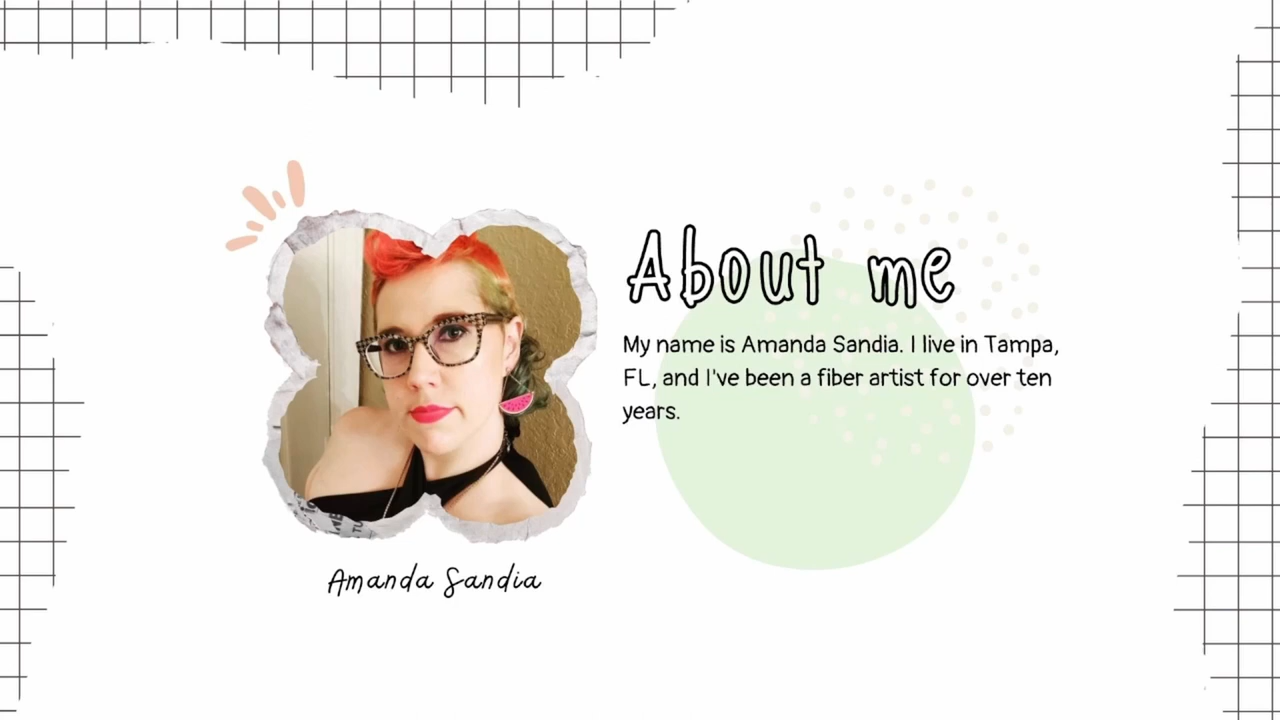 About me
My name is Amanda Sandia. I live in Tampa,
FL, and I've been a fiber artist for over ten
years.
Amanda Sandia